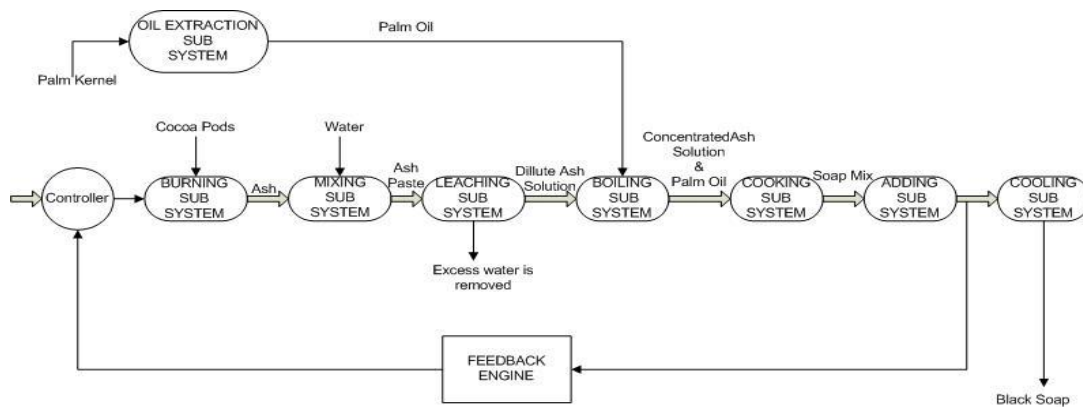 OIL EXTRACTION
SUB
SYSTEM
Palm Oil
Palm Kernel
Cocoa Pods
Water
Controller
BURNING
SUB
SYSTEM
Ash
MIXING
SUB
SYSTEM
Ash
Paste
LEACHING
SUB
SYSTEM
Dillute Ash
Solution
BOILING
SUB
SYSTEM
ConcentratedAsh
Solution
&
Palm Oil
COOKING
SUB
SYSTEM
Soap Mix
ADDING
SUB
SYSTEM
COOLING
SUB
SYSTEM
Excess water is
removed
FEEDBACK
ENGINE
Black Soap